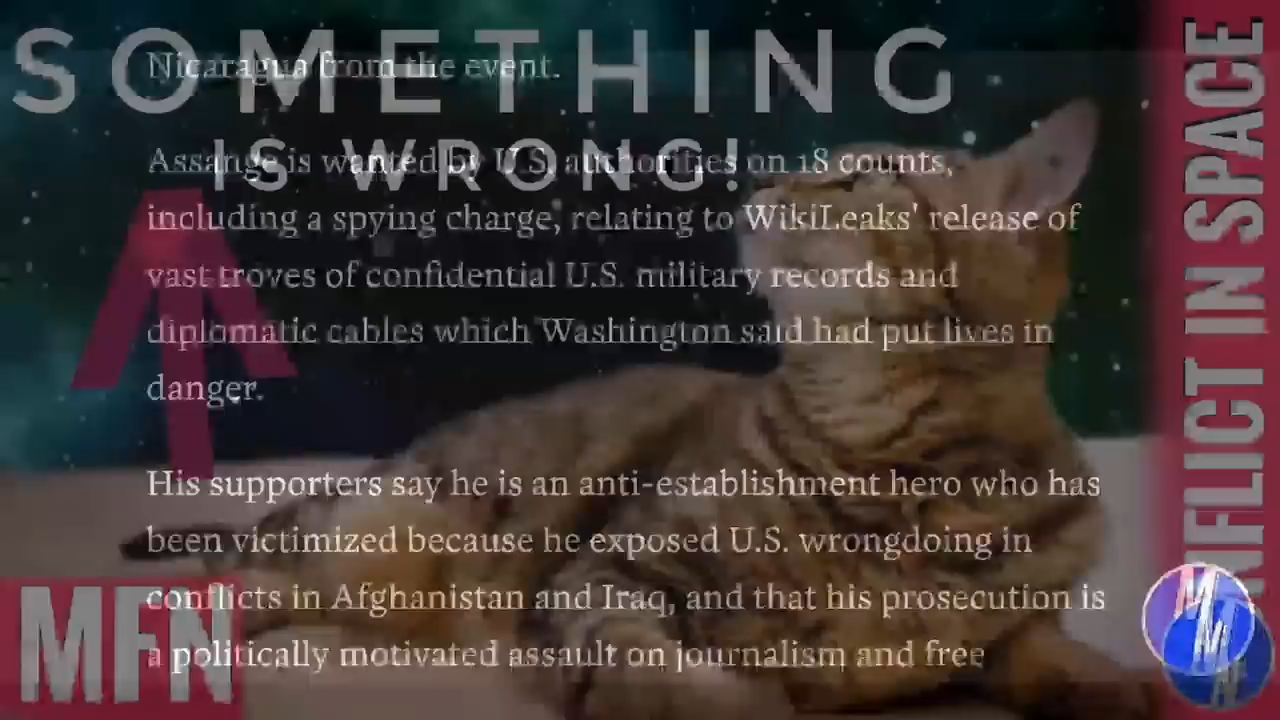 SOMETHING
IS WRONG!
Nicaragua from the event.
Assange is wanted by U.S. authorities on 18 counts,
including a spying charge, relating to WikiLeaks' release of
vast troves of confidential U.S. military records and
diplomatic cables which Washington said had put lives in
danger.
His supporters say he is an anti-establishment hero who has
been victimized because he exposed U.S. wrongdoing in
conflicts in Afghanistan and Iraq, and that his prosecution is
a politically motivated assault on journalism and free
MFN
NFLICT IN SPACE